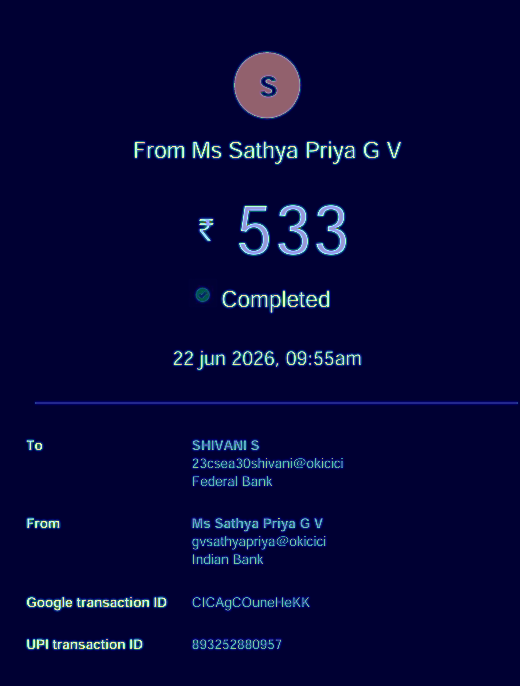 S
From Ms Sathya Priya G V
₹ 533
Completed
22 jun 2026, 09:55am
To SHIVANI S
23csea30shivani@okicici
Federal Bank
From Ms Sathya Priya G V
gvsathyapriya@okicici
Indian Bank
Google transaction ID CICAgCOuneHeKK
UPI transaction ID 893252880957